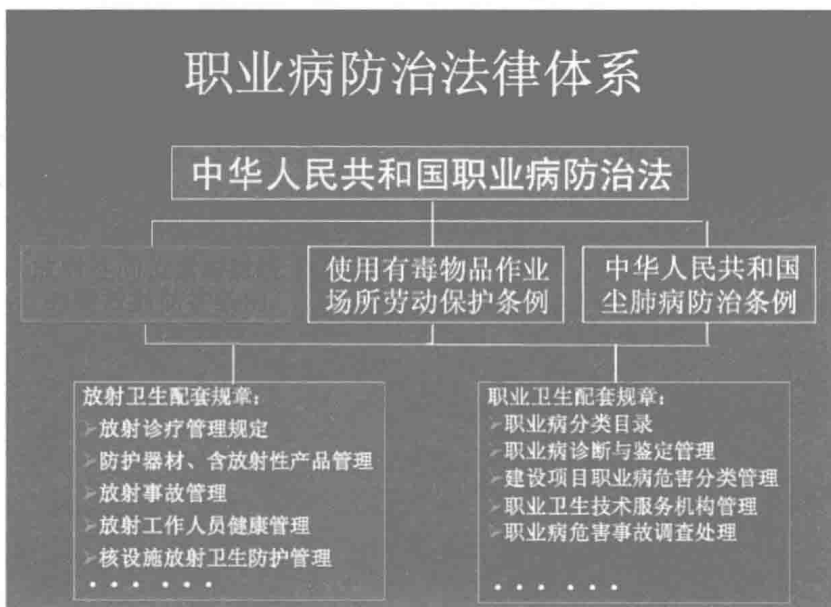 职业病防治法律体系
中华人民共和国职业病防治法
使用有毒物品作业
场所劳动保护条例
中华人民共和国
尘肺病防治条例
放射卫生配套规章：
➢放射诊疗管理规定
➢防护器材、含放射性产品管理
➢放射事故管理
➢放射工作人员健康管理
➢核设施放射卫生防护管理
• • • • • •
职业卫生配套规章：
➢职业病分类目录
➢职业病诊断与鉴定管理
➢建设项目职业病危害分类管理
➢职业卫生技术服务机构管理
➢职业病危害事故调查处理
• • • • • •